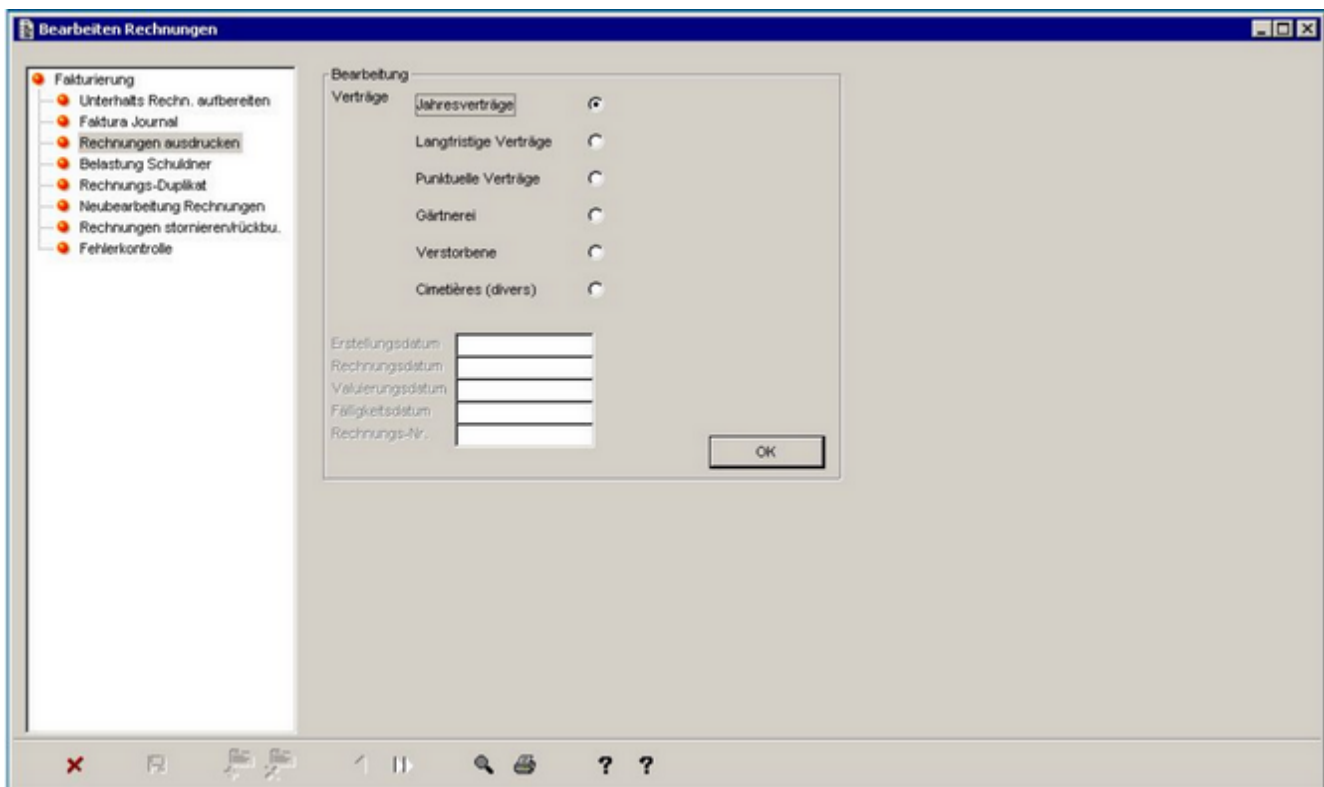 Bearbeiten Rechnungen
Fakturierung
Unterhalts Rechn. aufbereiten
Faktura Journal
Rechnungen ausdrucken
Belastung Schuldner
Rechnungs-Duplikat
Neubearbeitung Rechnungen
Rechnungen stornieren/rückbu.
Fehlerkontrolle
Bearbeitung
Verträge
Jahresverträge
Langfristige Verträge
Punktuelle Verträge
Gärtnerei
Verstorbene
Cimetières (divers)
Erstellungsdatum
Rechnungsdatum
Valuierungsdatum
Fälligkeitsdatum
Rechnungs-Nr.
OK
? ?